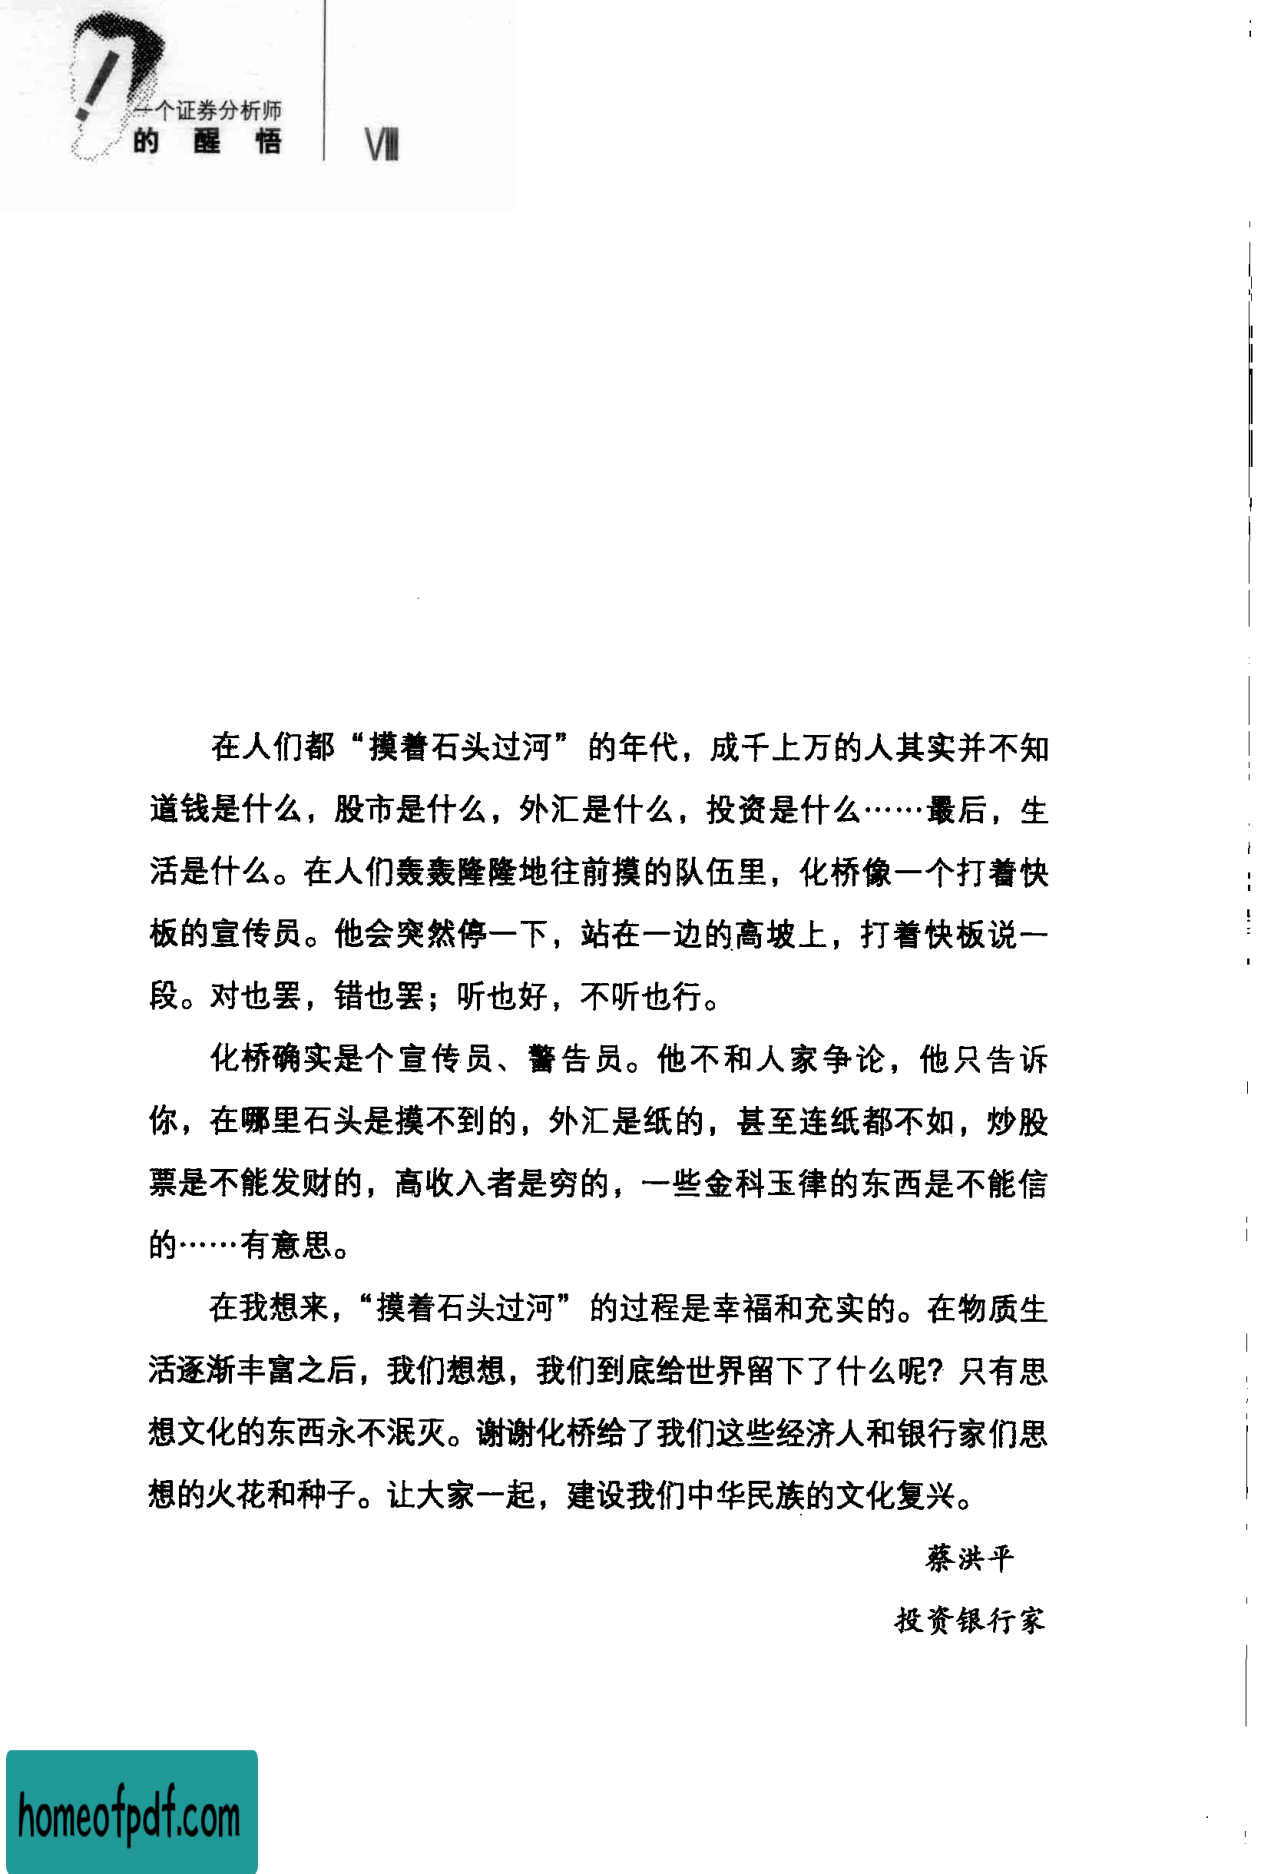 一个证券分析师
的醒悟
VIII
在人们都“摸着石头过河”的年代，成千上万的人其实并不知
道钱是什么，股市是什么，外汇是什么，投资是什么……最后，生
活是什么。在人们轰轰隆隆地往前摸的队伍里，化桥像一个打着快
板的宣传员。他会突然停一下，站在一边的高坡上，打着快板说一
段。对也罢，错也罢；听也好，不听也行。
化桥确实是个宣传员、警告员。他不和人家争论，他只告诉
你，在哪里石头是摸不到的，外汇是纸的，甚至连纸都不如，炒股
票是不能发财的，高收入者是穷的，一些金科玉律的东西是不能信
的……有意思。
在我想来，“摸着石头过河”的过程是幸福和充实的。在物质生
活逐渐丰富之后，我们想想，我们到底给世界留下了什么呢？只有思
想文化的东西永不泯灭。谢谢化桥给了我们这些经济人和银行家们思
想的火花和种子。让大家一起，建设我们中华民族的文化复兴。
蔡洪平
投资银行家
homeofpdf.com